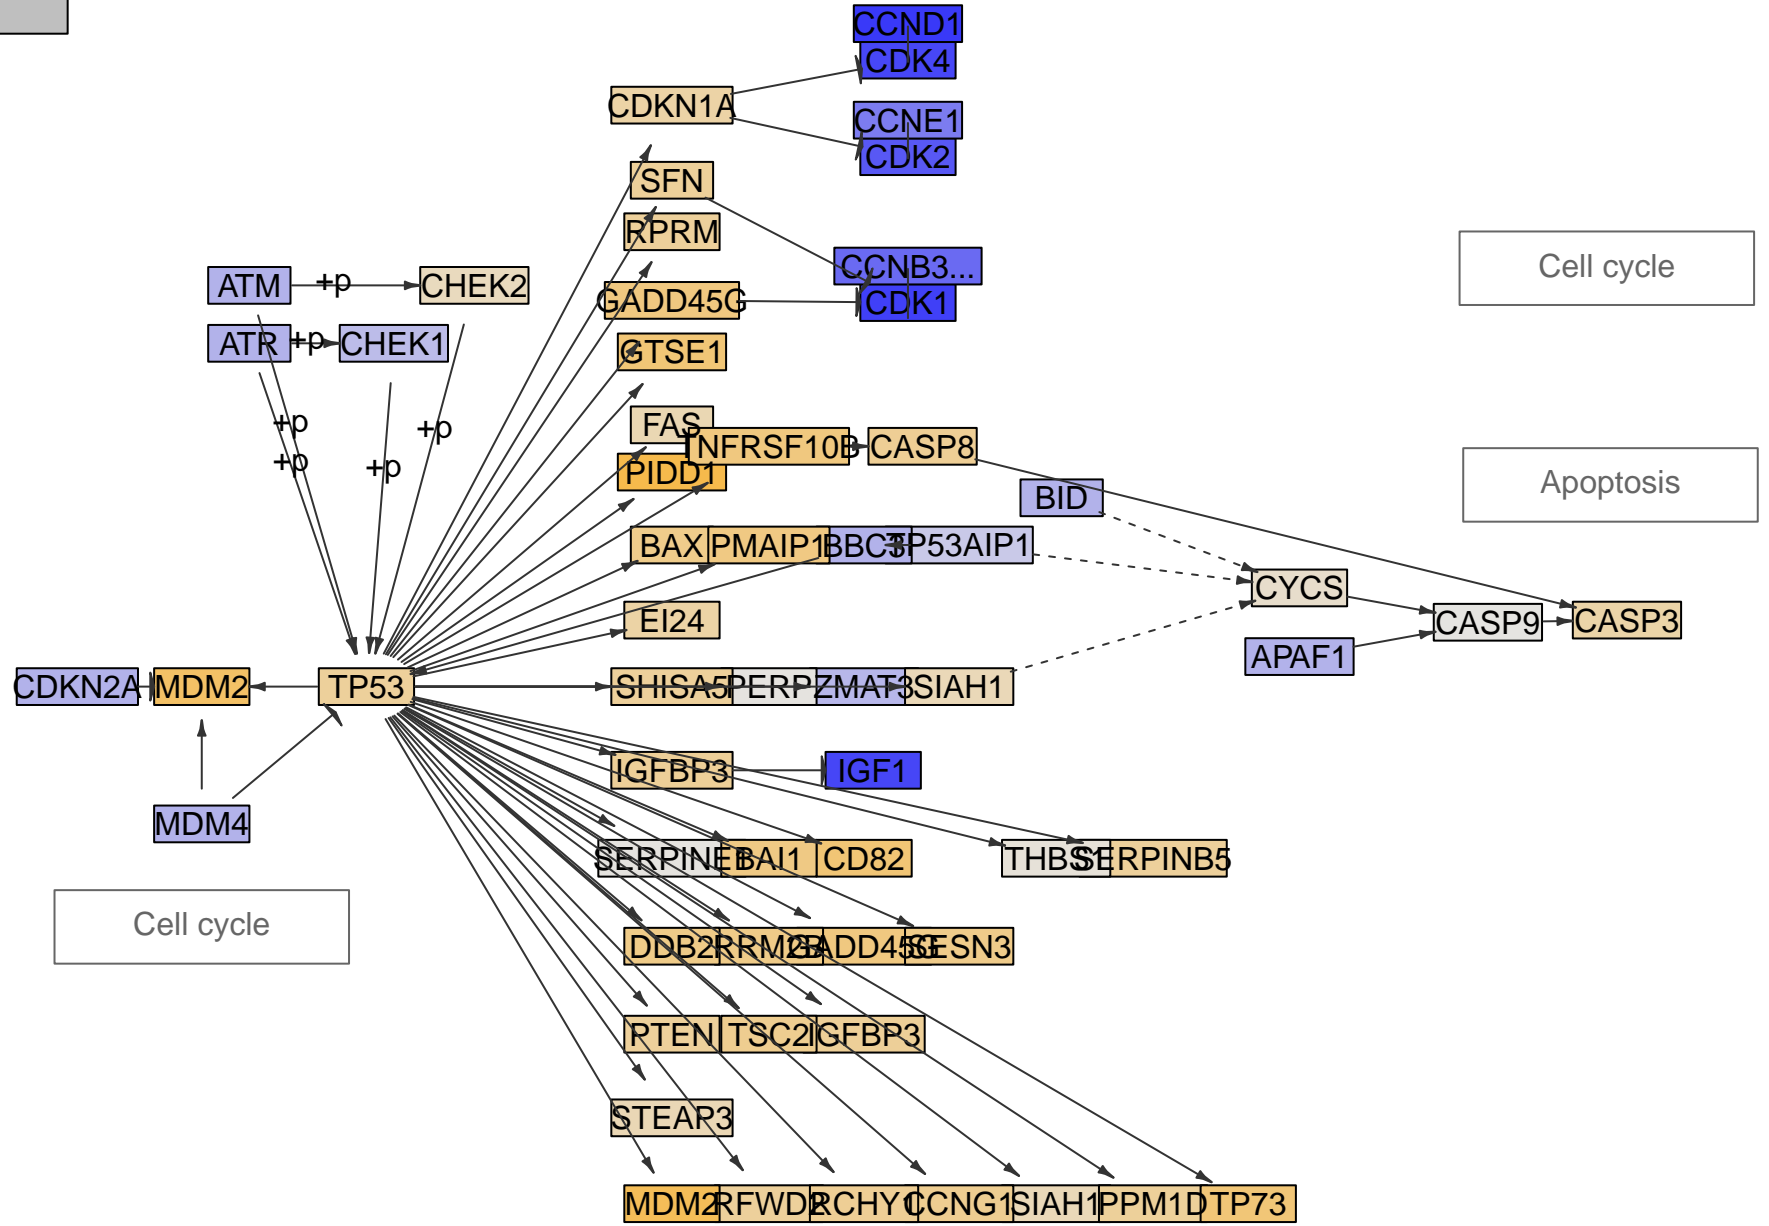 CCND1
CDK4
CDKN1A
CCNE1
CDK2
SFN
RPRM
CCNB3...
Cell cycle
ATM
+p
CHEK2
GADD45G
CDK1
ATR
+p
CHEK1
GTSE1
+p
+p
FAS
TNFRSF10B
CASP8
+p
+p
PIDD1
Apoptosis
BID
BAX
PMAIP1
BBC3
TP53AIP1
CYCS
EI24
CASP9
CASP3
APAF1
CDKN2A
MDM2
TP53
SHISA5
PERP
ZMAT3
SIAH1
IGFBP3
IGF1
MDM4
SERPINE1
BAI1
CD82
THBS1
SERPINB5
Cell cycle
DDB2
RRM2B
GADD45G
SESN3
PTEN
TSC2
IGFBP3
STEAP3
MDM2
RFWD2
RCHY1
CCNG1
SIAH1
PPM1D
TP73